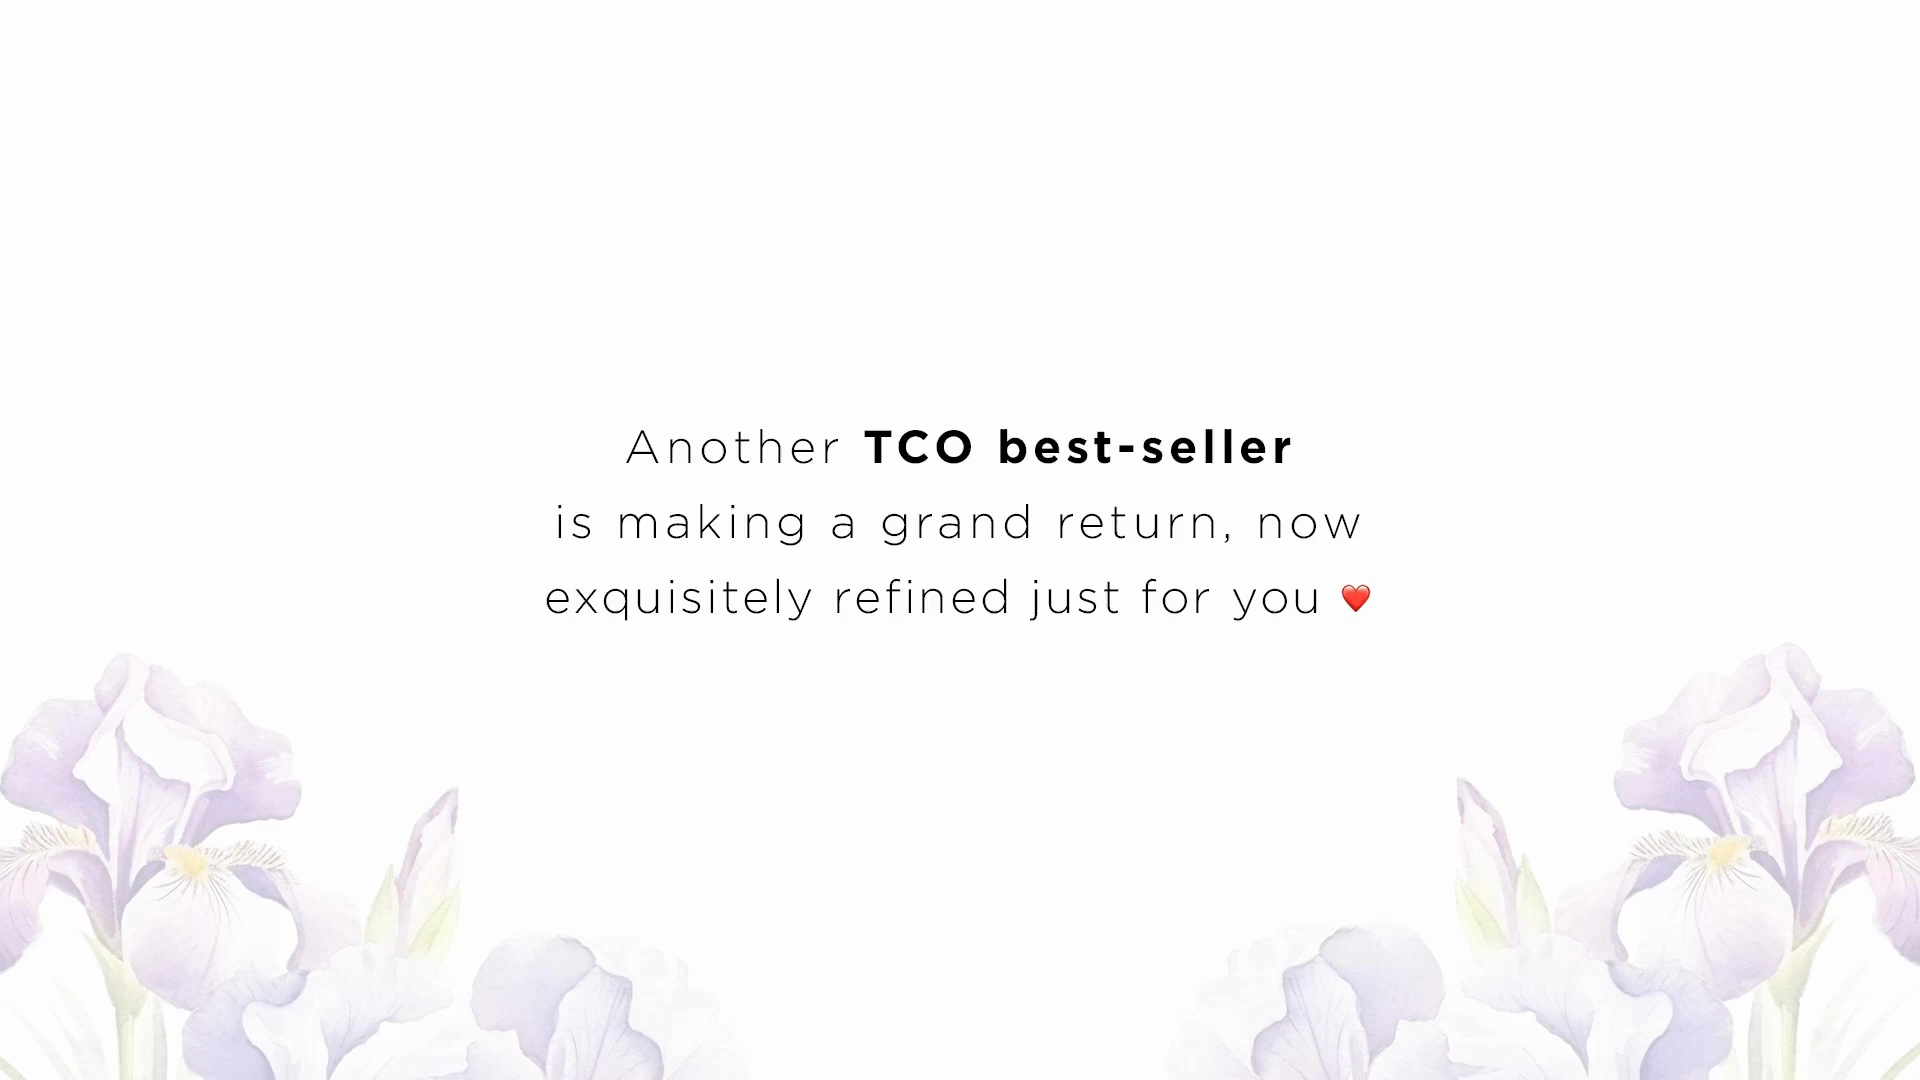 Another TCO best-seller
is making a grand return, now
exquisitely refined just for you ❤️